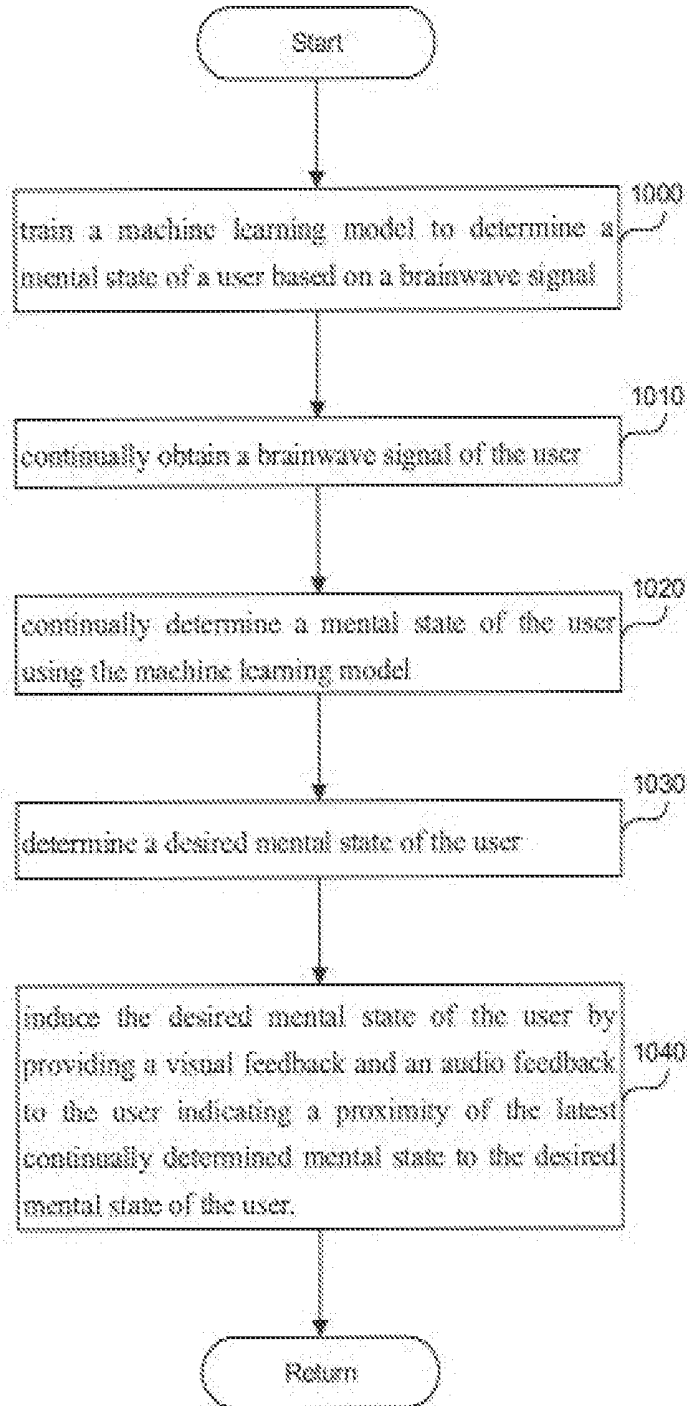 Start
1000
train a machine learning model to determine a
mental state of a user based on a brainwave signal
1010
continually obtain a brainwave signal of the user
1020
continually determine a mental state of the user
using the machine learning model
1030
determine a desired mental state of the user
1040
induce the desired mental state of the user by
providing a visual feedback and an audio feedback
to the user indicating a proximity of the latest
continually determined mental state to the desired
mental state of the user.
Return